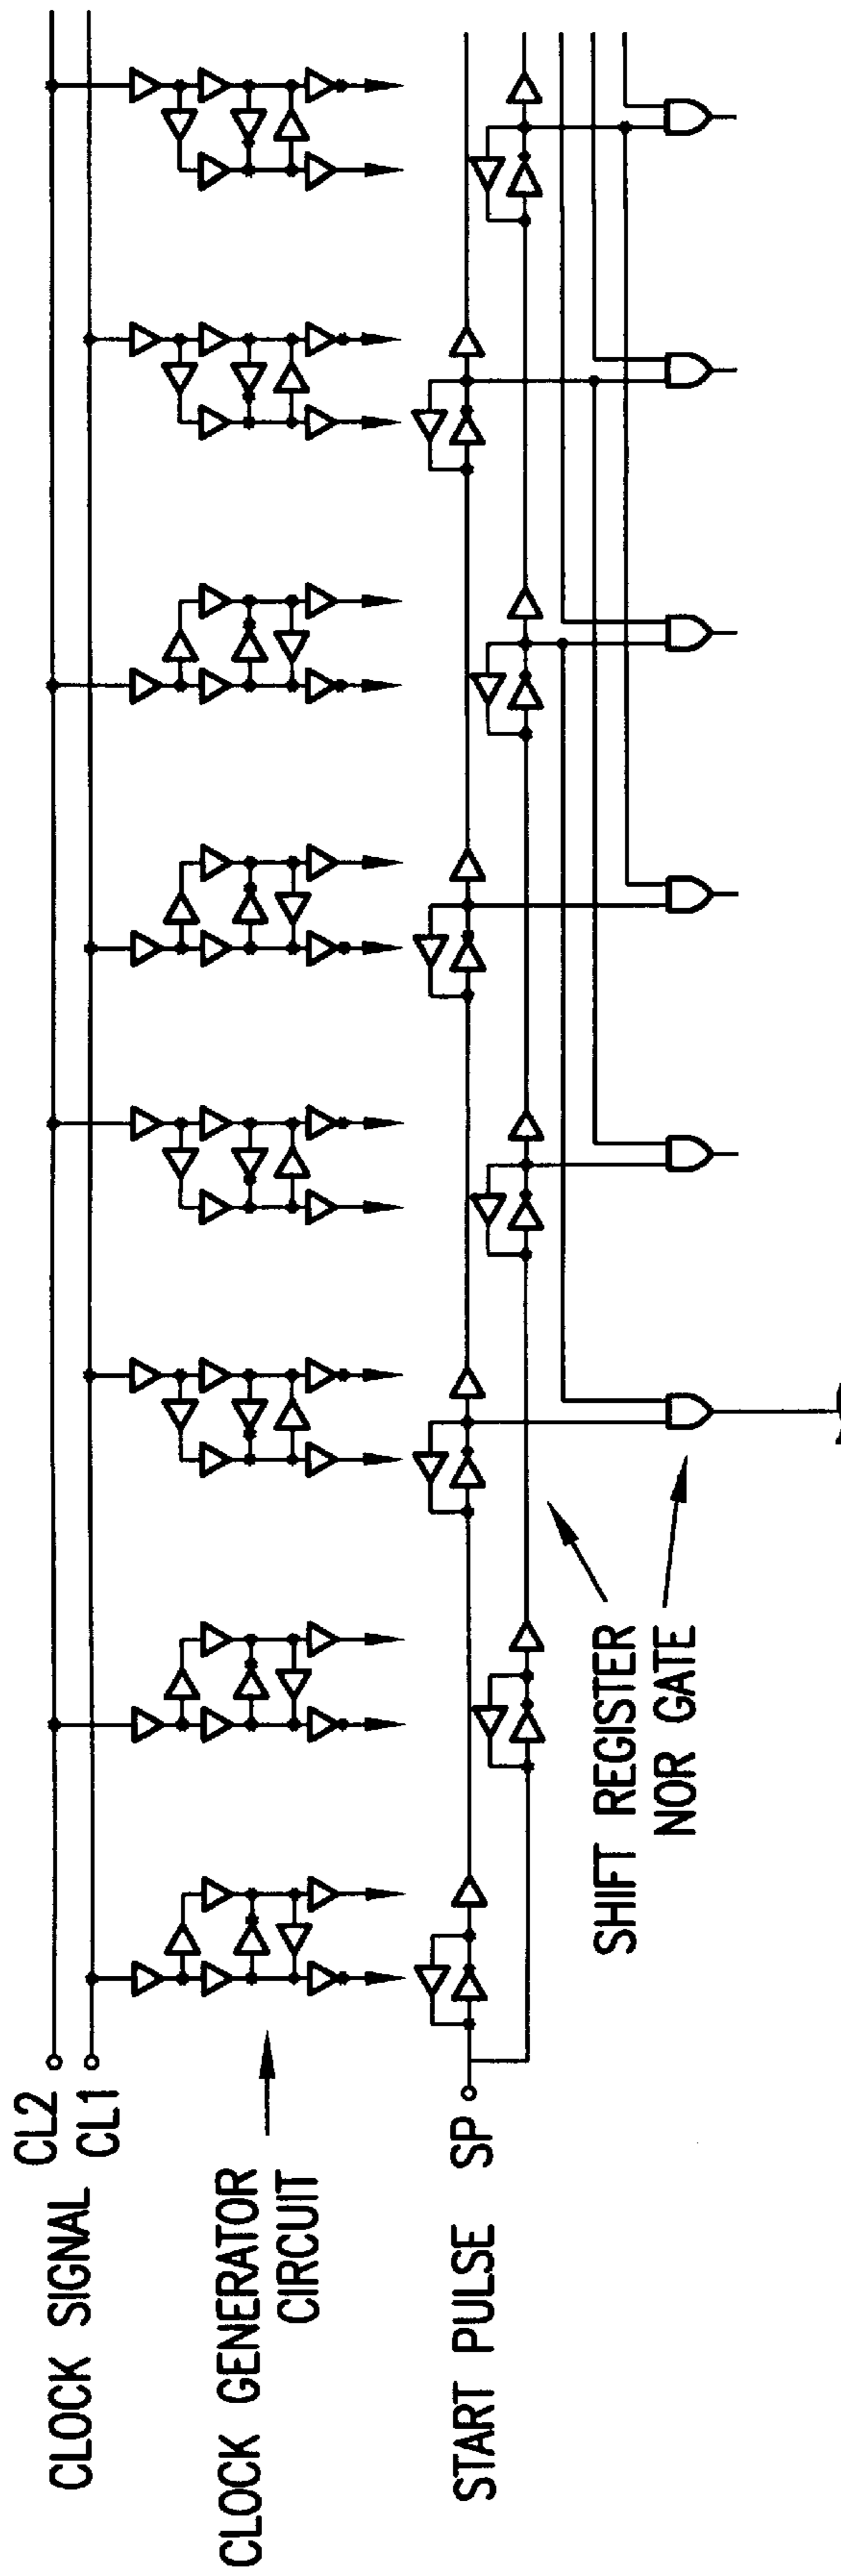 CLOCK SIGNAL CL2
CL1
CLOCK GENERATOR
CIRCUIT
START PULSE SP
SHIFT REGISTER
NOR GATE